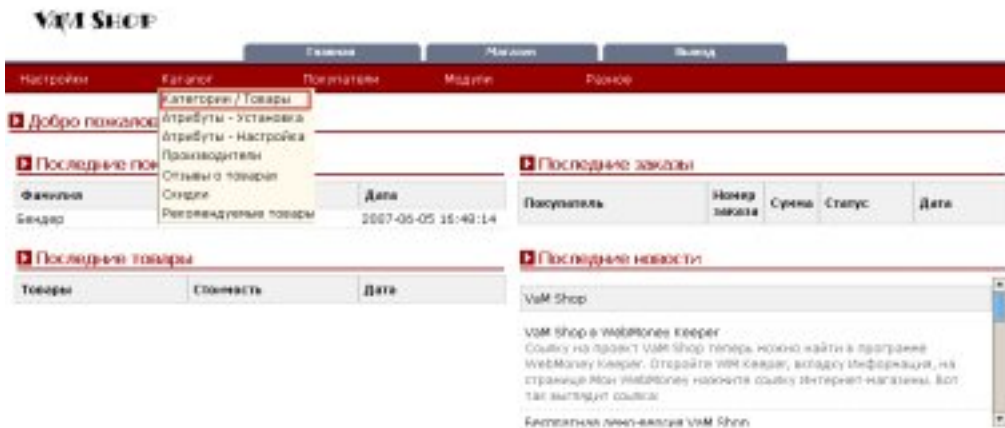 VaM SHOP
Главная Магазин Выход
Настройки Каталог Покупатели Модули Разное
Категории / Товары
Атрибуты - Установка
Атрибуты - Настройка
Производители
Отзывы о товарах
Скидки
Рекомендуемые товары
Добро пожалов
Последние пок
Фамилия Дата
Бендер 2007-06-05 16:48:14
Последние товары
Товары Стоимость Дата
Последние заказы
Покупатель Номер заказа Сумма Статус Дата
Последние новости
VaM Shop
VaM Shop в WebMoney Keeper
Ссылку на проект VaM Shop теперь можно найти в программе
WebMoney Keeper. Откройте WM Keeper, вкладку Информация, на
странице Мои WebMoney нажмите ссылку Интернет-магазины. Вот
так выглядит ссылка:
Бесплатная демо-версия VaM Shop